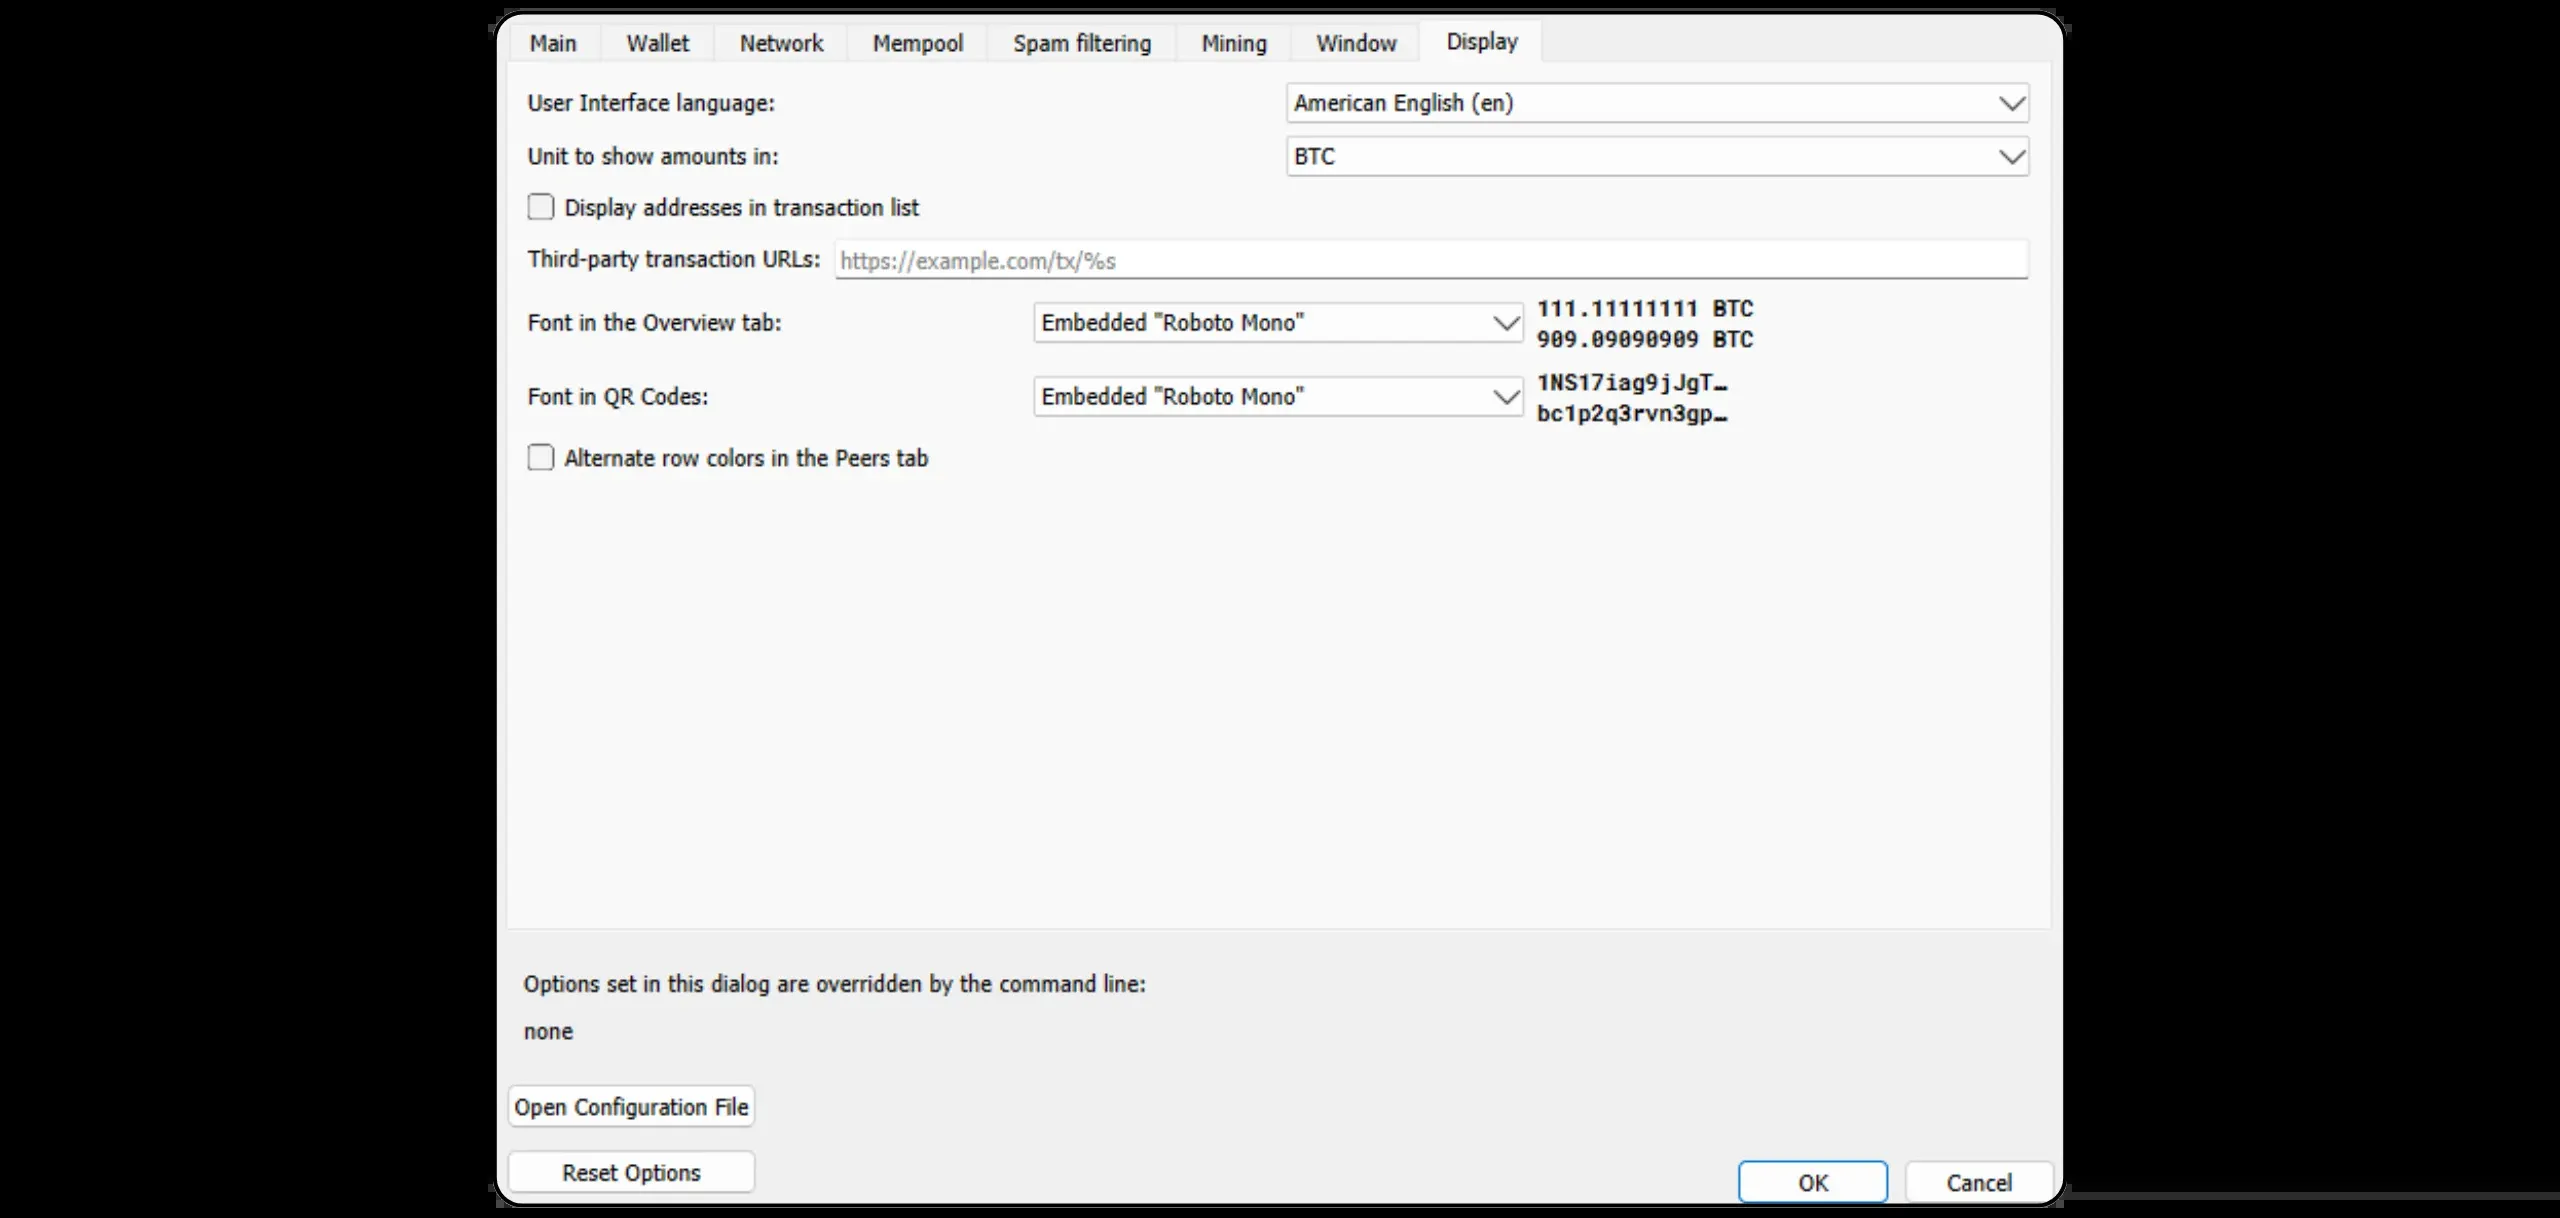 Main Wallet Network Mempool Spam filtering Mining Window Display
User Interface language: American English (en)
Unit to show amounts in: BTC
Display addresses in transaction list
Third-party transaction URLs: https://example.com/tx/%s
Font in the Overview tab: Embedded "Roboto Mono" 111.11111111 BTC
909.09090909 BTC
Font in QR Codes: Embedded "Roboto Mono" 1NS17iag9jJgT…
bc1p2q3rvn3gp…
Alternate row colors in the Peers tab
Options set in this dialog are overridden by the command line:
none
Open Configuration File
Reset Options
OK Cancel